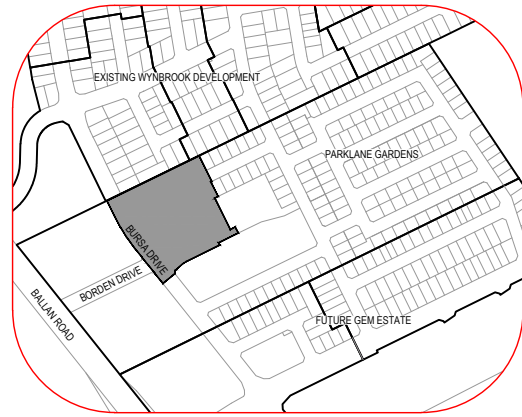 EXISTING WYNBROOK DEVELOPMENT
PARKLANE GARDENS
BURSA DRIVE
BORDEN DRIVE
BALLAN ROAD
FUTURE GEM ESTATE